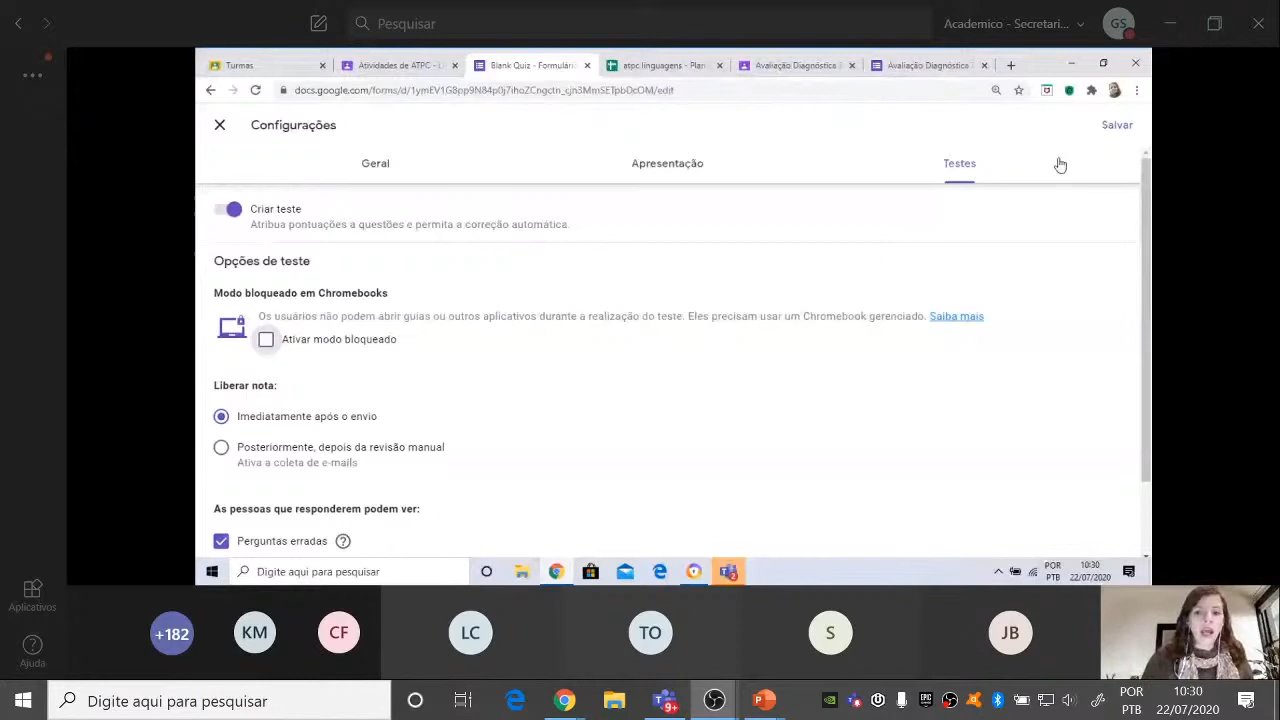 Pesquisar
Academico - Secretari...
GS
Turmas
Atividades de ATPC - L
Blank Quiz - Formulári
atpc linguagens - Plan
Avaliação Diagnóstica
Avaliação Diagnóstica
docs.google.com/forms/d/TymEV1G8pp9N84p0j7ihoZCngctn_cjn3MmSETpbDcOM/edit
Configurações
Salvar
Geral
Apresentação
Testes
Criar teste
Atribua pontuações a questões e permita a correção automática.
Opções de teste
Modo bloqueado em Chromebooks
Os usuários não podem abrir guias ou outros aplicativos durante a realização do teste. Eles precisam usar um Chromebook gerenciado. Saiba mais
Ativar modo bloqueado
Liberar nota:
Imediatamente após o envio
Posteriormente, depois da revisão manual
Ativa a coleta de e-mails
As pessoas que responderem podem ver:
Perguntas erradas
Digite aqui para pesquisar
POR
PTB
10:30
22/07/2020
Aplicativos
Ajuda
+182
KM
CF
LC
TO
S
JB
Digite aqui para pesquisar
9+
POR
PTB
10:30
22/07/2020